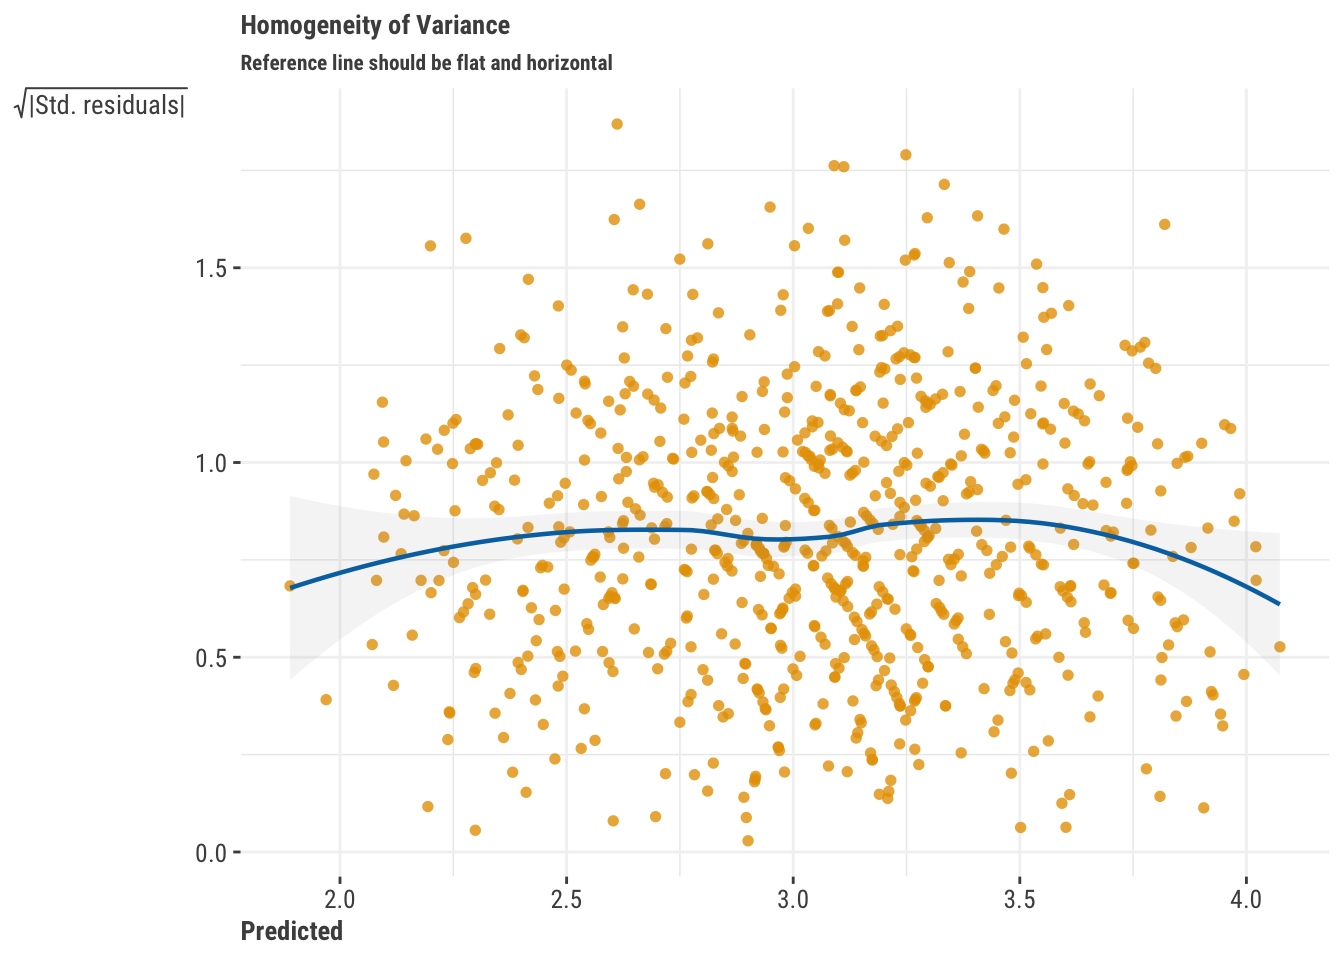 Homogeneity of Variance
Reference line should be flat and horizontal
√|Std. residuals|
1.5
1.0
0.5
0.0
2.0 2.5 3.0 3.5 4.0
Predicted